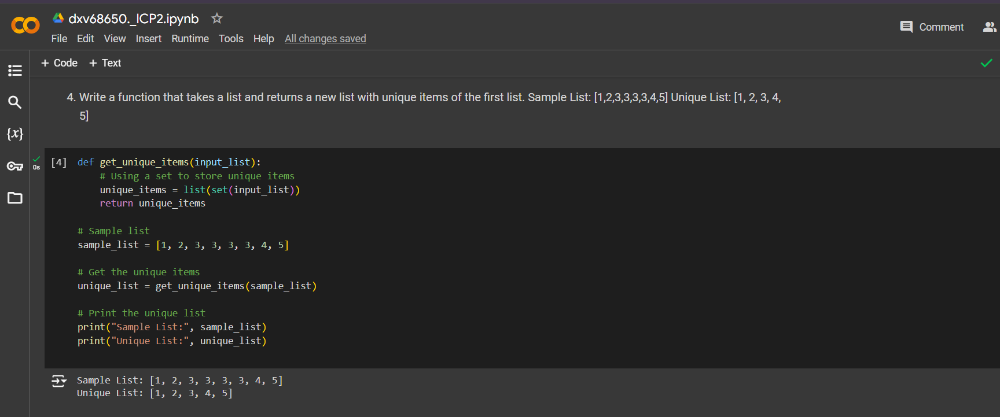 dxv68650._ICP2.ipynb
File Edit View Insert Runtime Tools Help All changes saved
Comment
+ Code + Text
4. Write a function that takes a list and returns a new list with unique items of the first list. Sample List: [1,2,3,3,3,3,4,5] Unique List: [1, 2, 3, 4,
5]
{x}
0s
[4] def get_unique_items(input_list):
# Using a set to store unique items
unique_items = list(set(input_list))
return unique_items
# Sample list
sample_list = [1, 2, 3, 3, 3, 3, 4, 5]
# Get the unique items
unique_list = get_unique_items(sample_list)
# Print the unique list
print("Sample List:", sample_list)
print("Unique List:", unique_list)
Sample List: [1, 2, 3, 3, 3, 3, 4, 5]
Unique List: [1, 2, 3, 4, 5]